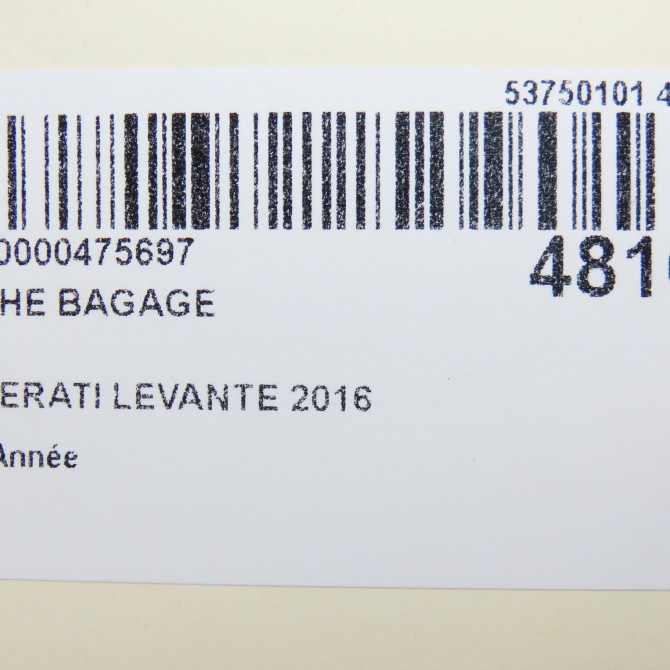 53750101 4
0000475697
481
HE BAGAGE
ERATI LEVANTE 2016
Année